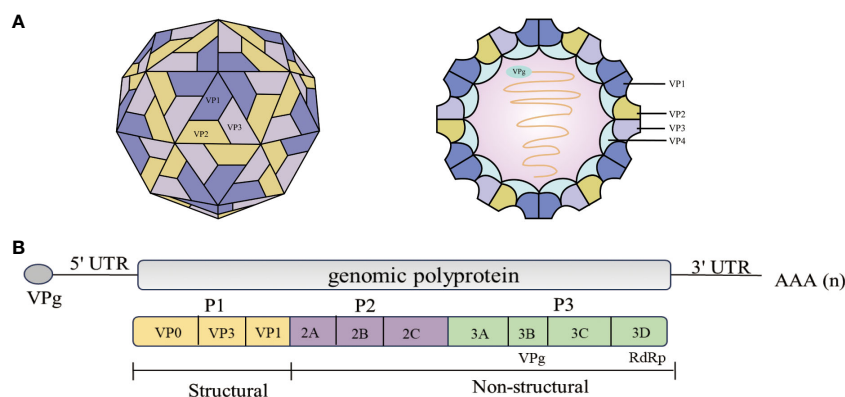 A
VP1
VP2
VP3
VPg
VP1
VP2
VP3
VP4
B
VPg
5' UTR
genomic polyprotein
3' UTR
AAA (n)
P1
P2
P3
VP0
VP3
VP1
2A
2B
2C
3A
3B
3C
3D
VPg
RdRp
Structural
Non-structural